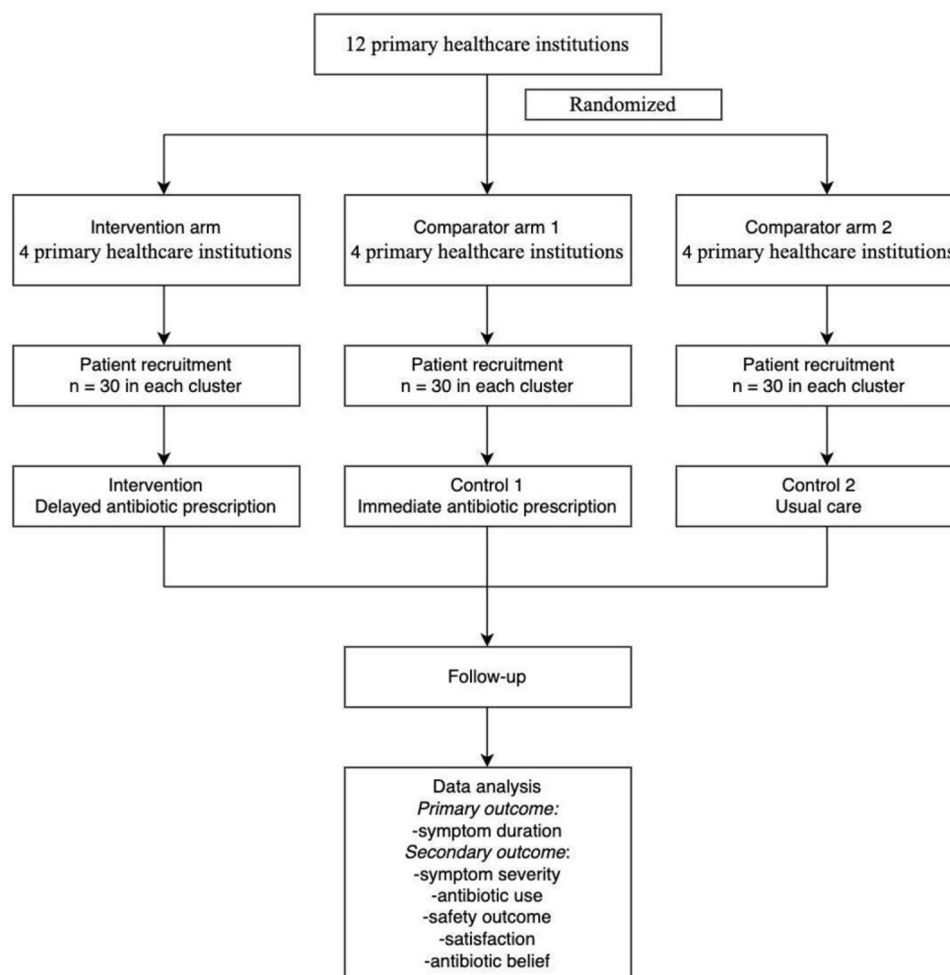 12 primary healthcare institutions
Randomized
Intervention arm
4 primary healthcare institutions
Comparator arm 1
4 primary healthcare institutions
Comparator arm 2
4 primary healthcare institutions
Patient recruitment
n = 30 in each cluster
Patient recruitment
n = 30 in each cluster
Patient recruitment
n = 30 in each cluster
Intervention
Delayed antibiotic prescription
Control 1
Immediate antibiotic prescription
Control 2
Usual care
Follow-up
Data analysis
Primary outcome:
-symptom duration
Secondary outcome:
-symptom severity
-antibiotic use
-safety outcome
-satisfaction
-antibiotic belief